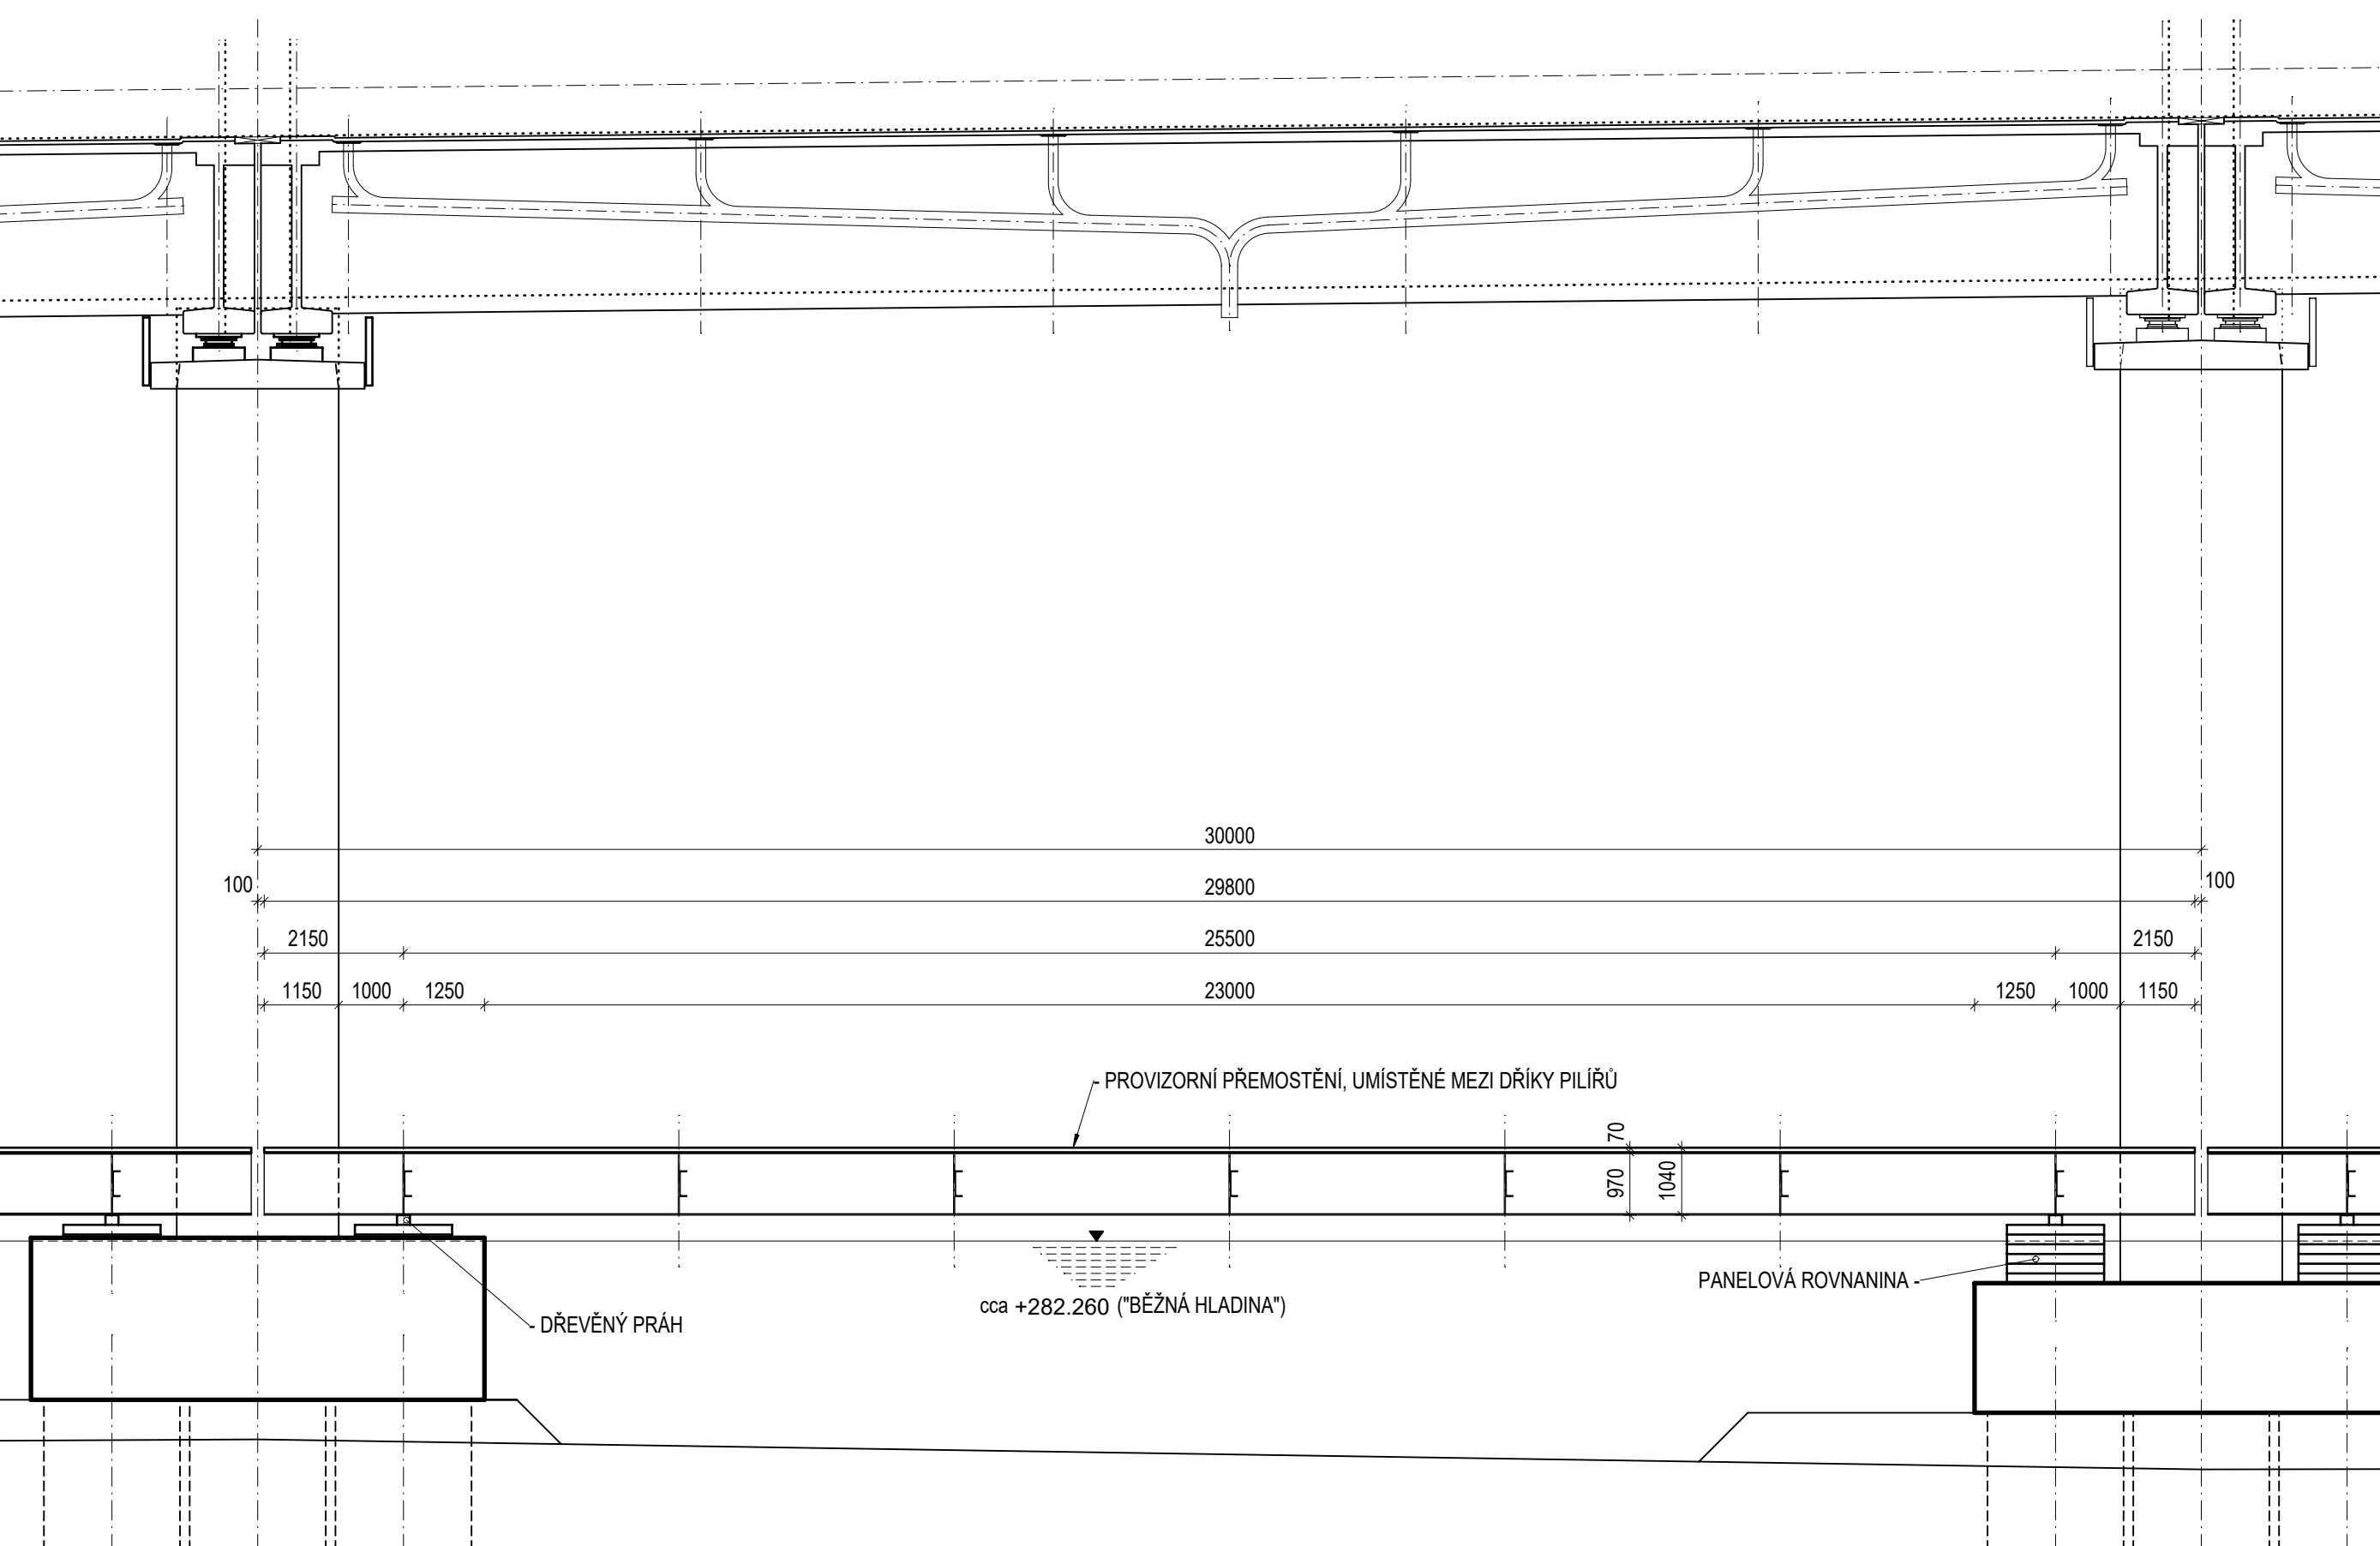 30000
100 29800 100
2150 25500 2150
1150 1000 1250 23000 1250 1000 1150
- PROVIZORNÍ PŘEMOSTĚNÍ, UMÍSTĚNÉ MEZI DŘÍKY PILÍŘŮ
70
970
1040
PANELOVÁ ROVNANINA -
cca +282.260 ("BĚŽNÁ HLADINA")
- DŘEVĚNÝ PRÁH